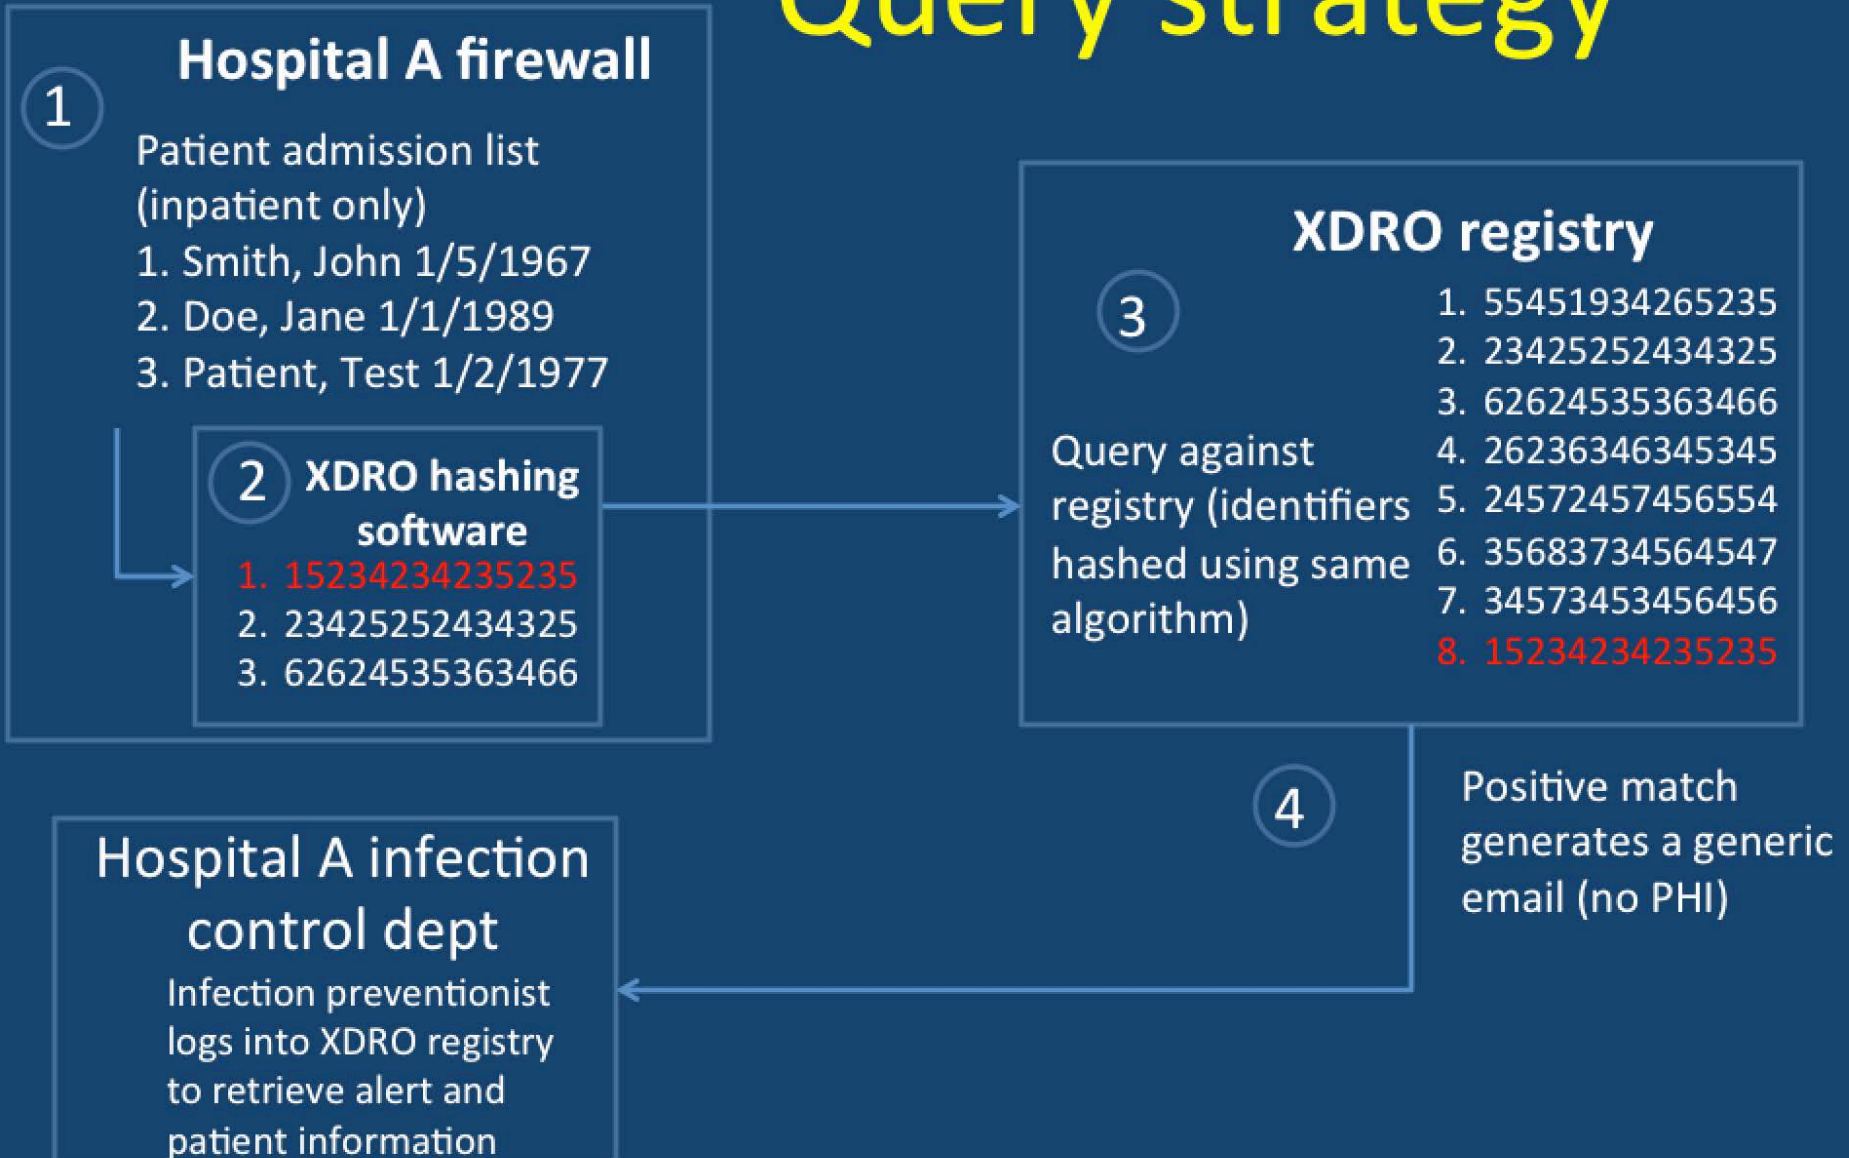 Query strategy
Hospital A firewall
1
Patient admission list
(inpatient only)
1. Smith, John 1/5/1967
2. Doe, Jane 1/1/1989
3. Patient, Test 1/2/1977
2
XDRO hashing
software
1. 15234234235235
2. 23425252434325
3. 62624535363466
XDRO registry
3
Query against
registry (identifiers
hashed using same
algorithm)
1. 55451934265235
2. 23425252434325
3. 62624535363466
4. 26236346345345
5. 24572457456554
6. 35683734564547
7. 34573453456456
8. 15234234235235
4
Positive match
generates a generic
email (no PHI)
Hospital A infection
control dept
Infection preventionist
logs into XDRO registry
to retrieve alert and
patient information